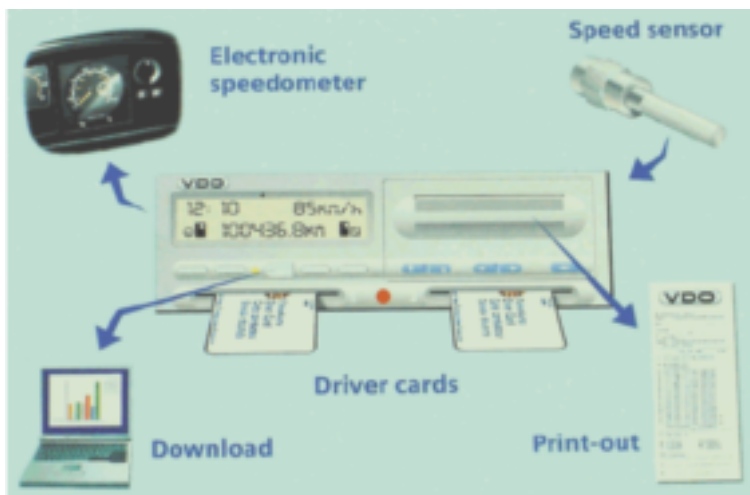 Electronic
speedometer
Speed sensor
VDO
12:10 85km/h
100436.8km
VDO
Driver cards
Download
Print-out